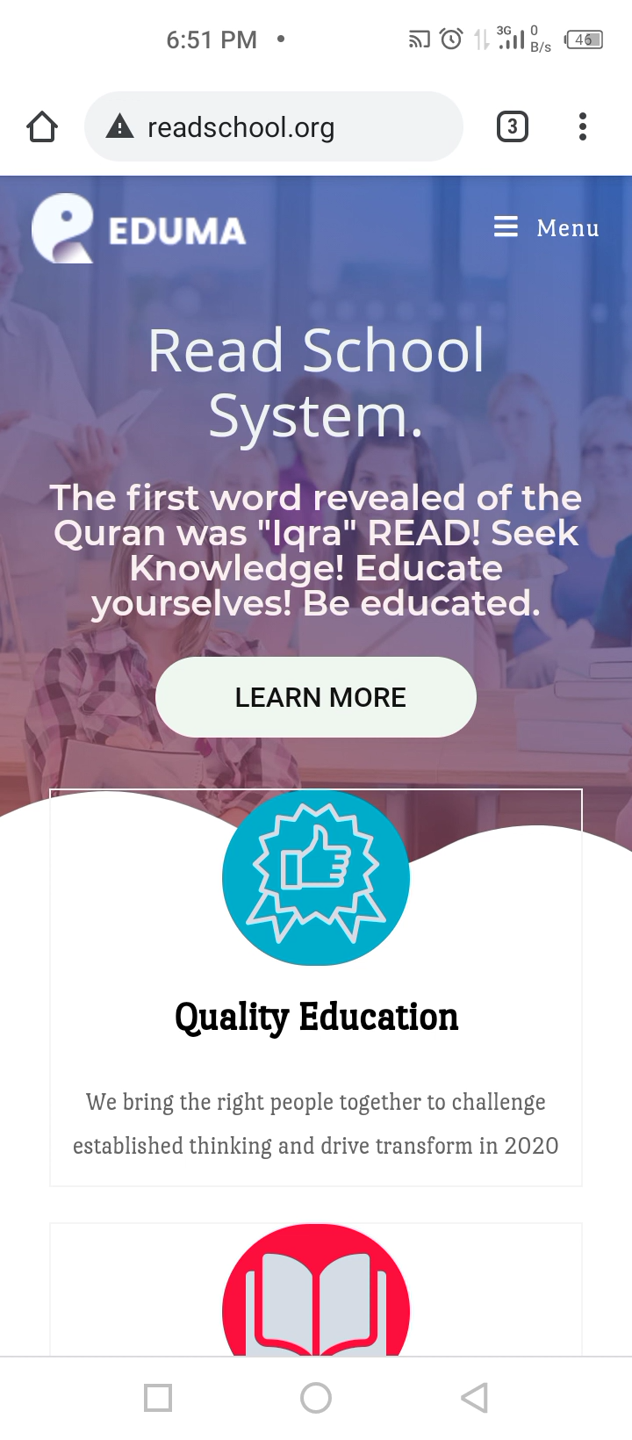 6:51 PM
3G
0
B/s
46
readschool.org
3
EDUMA
Menu
Read School
System.
The first word revealed of the
Quran was "Iqra" READ! Seek
Knowledge! Educate
yourselves! Be educated.
LEARN MORE
Quality Education
We bring the right people together to challenge
established thinking and drive transform in 2020